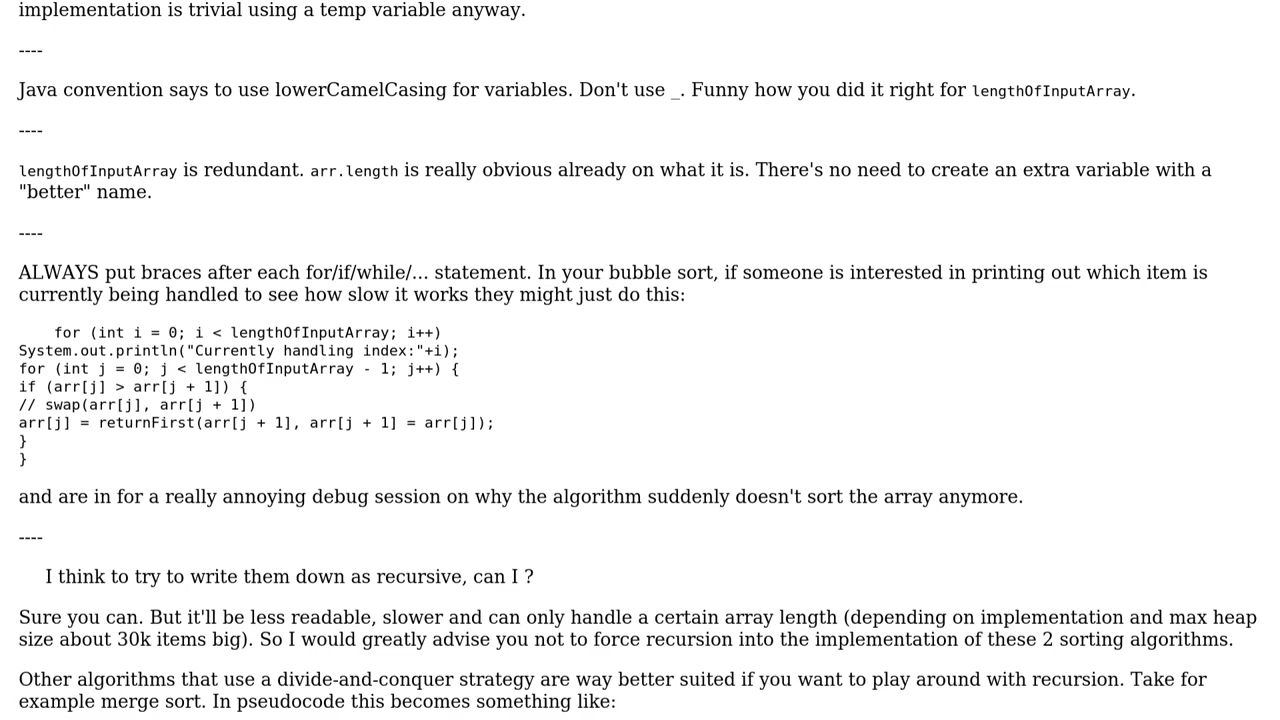 implementation is trivial using a temp variable anyway.
----
Java convention says to use lowerCamelCasing for variables. Don't use _. Funny how you did it right for lengthOfInputArray.
----
lengthOfInputArray is redundant. arr.length is really obvious already on what it is. There's no need to create an extra variable with a
"better" name.
----
ALWAYS put braces after each for/if/while/... statement. In your bubble sort, if someone is interested in printing out which item is
currently being handled to see how slow it works they might just do this:
for (int i = 0; i < lengthOfInputArray; i++)
System.out.println("Currently handling index:"+i);
for (int j = 0; j < lengthOfInputArray - 1; j++) {
if (arr[j] > arr[j + 1]) {
// swap(arr[j], arr[j + 1])
arr[j] = returnFirst(arr[j + 1], arr[j + 1] = arr[j]);
}
}
and are in for a really annoying debug session on why the algorithm suddenly doesn't sort the array anymore.
----
I think to try to write them down as recursive, can I ?
Sure you can. But it'll be less readable, slower and can only handle a certain array length (depending on implementation and max heap
size about 30k items big). So I would greatly advise you not to force recursion into the implementation of these 2 sorting algorithms.
Other algorithms that use a divide-and-conquer strategy are way better suited if you want to play around with recursion. Take for
example merge sort. In pseudocode this becomes something like: